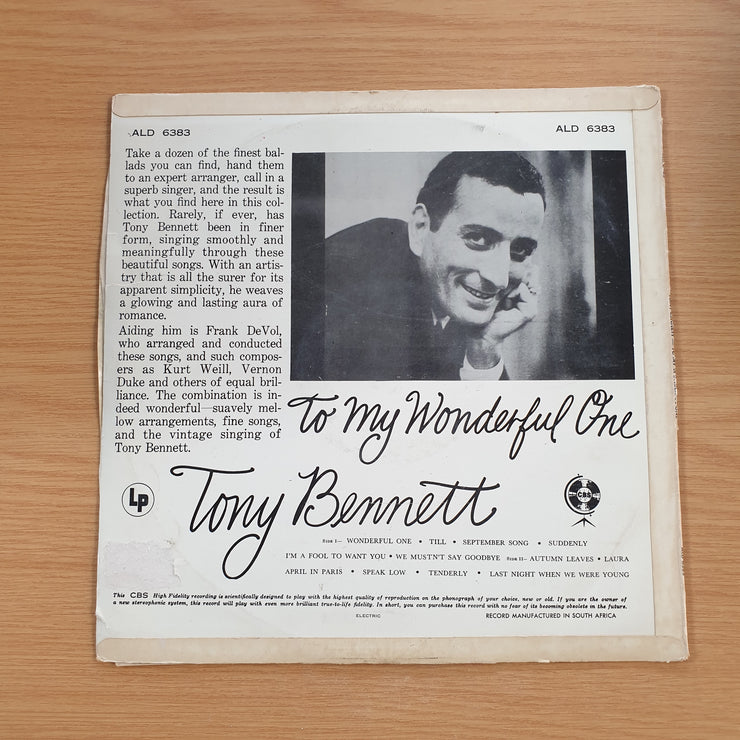 ALD 6383
ALD 6383
Take a dozen of the finest bal-
lads you can find, hand them
to an expert arranger, call in a
superb singer, and the result is
what you find here in this col-
lection. Rarely, if ever, has
Tony Bennett been in finer
form, singing smoothly and
meaningfully through these
beautiful songs. With an artis-
try that is all the surer for its
apparent simplicity, he weaves
a glowing and lasting aura of
romance.
Aiding him is Frank DeVol,
who arranged and conducted
these songs, and such compos-
ers as Kurt Weill, Vernon
Duke and others of equal bril-
liance. The combination is in-
deed wonderful—suavely mel-
low arrangements, fine songs,
and the vintage singing of
Tony Bennett.
To My Wonderful One
Lp
Tony Bennett
CBS
SIDE I— WONDERFUL ONE • TILL • SEPTEMBER SONG • SUDDENLY
I'M A FOOL TO WANT YOU • WE MUSTN'T SAY GOODBYE SIDE II— AUTUMN LEAVES • LAURA
APRIL IN PARIS • SPEAK LOW • TENDERLY • LAST NIGHT WHEN WE WERE YOUNG
This CBS High Fidelity recording is scientifically designed to play with the highest quality of reproduction on the phonograph of your choice, new or old. If you are the owner of
a new stereophonic system, this record will play with even more brilliant true-to-life fidelity. In short, you can purchase this record with no fear of its becoming obsolete in the future.
ELECTRIC
RECORD MANUFACTURED IN SOUTH AFRICA